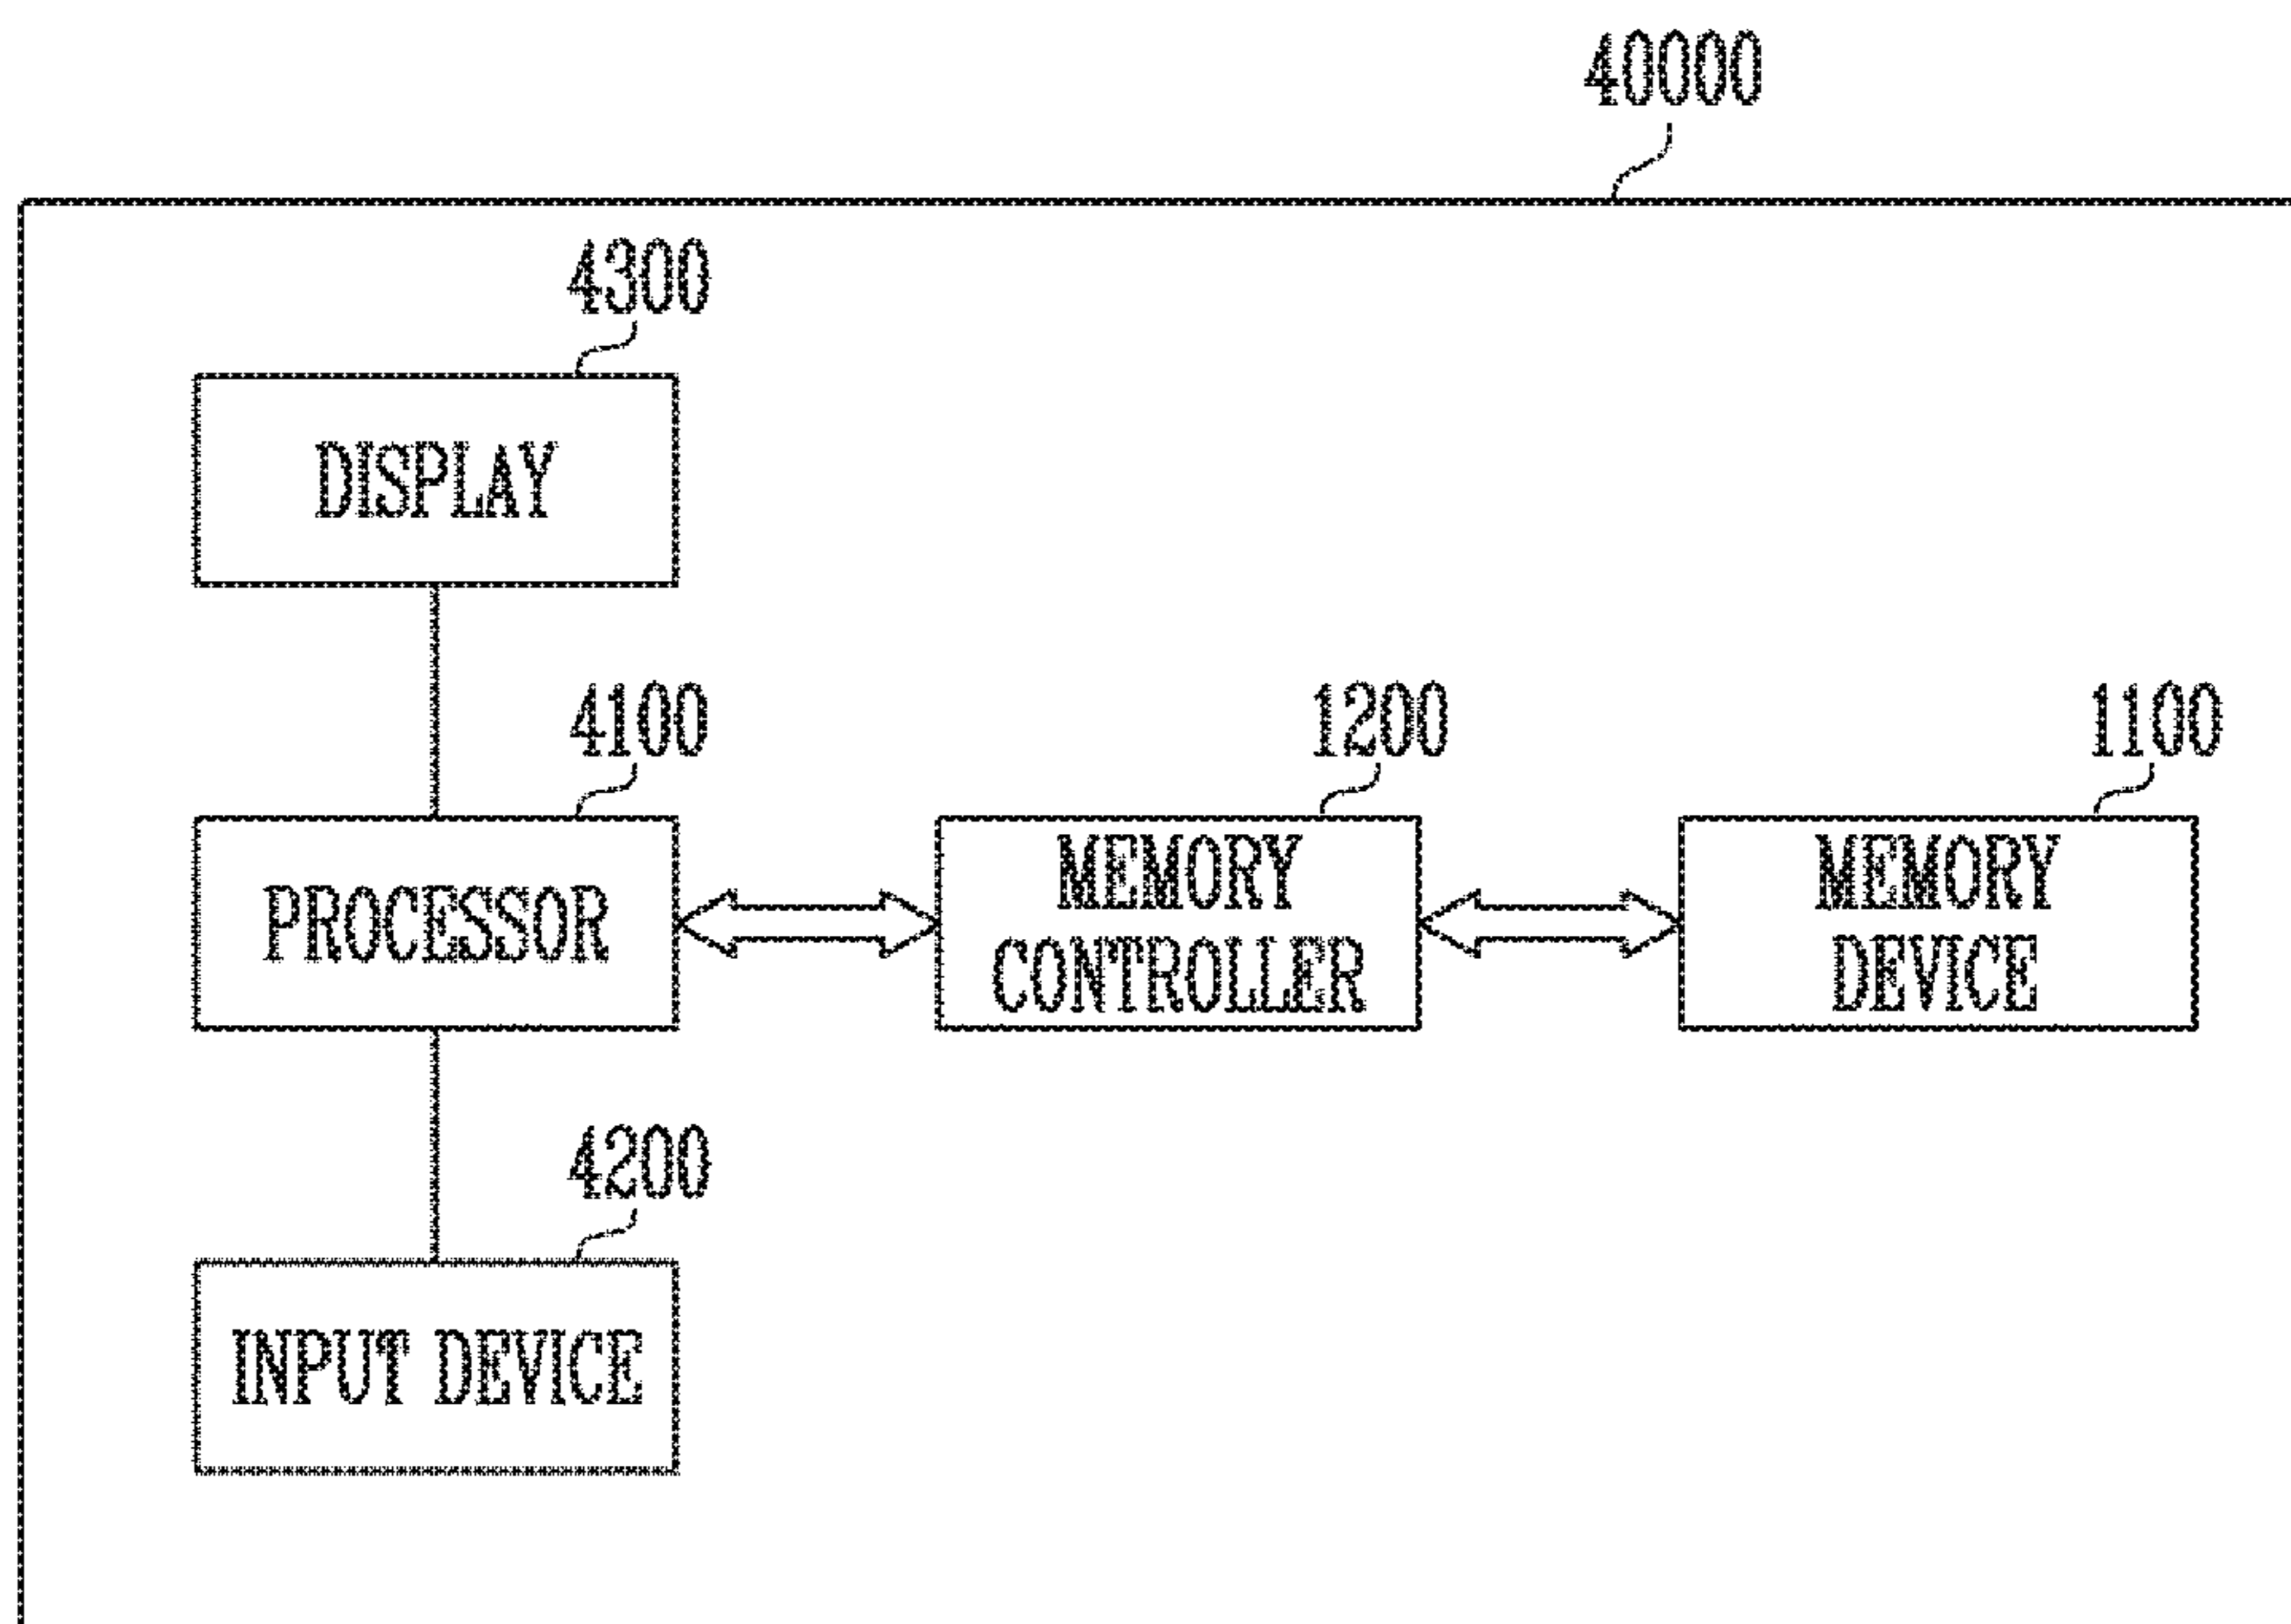 40000
4300
DISPLAY
4100
PROCESSOR
1200
MEMORY
CONTROLLER
1100
MEMORY
DEVICE
4200
INPUT DEVICE